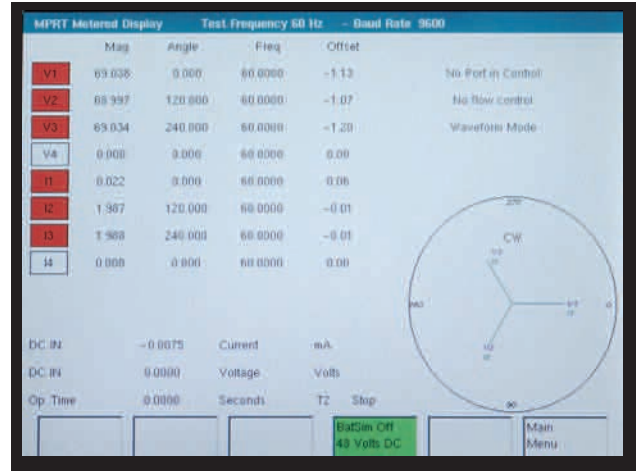 MPRT Metered Display Test Frequency 60 Hz - Baud Rate 9600
Mag Angle Freq Offset
V1 69.036 0.000 60.0000 -1.13 No Port in Control
V2 68.997 120.000 60.0000 -1.07 No flow control
V3 69.034 240.000 60.0000 -1.20 Waveform Mode
V4 0.000 0.000 60.0000 0.00
I1 0.000 60.0000 0.06
I2 1.987 120.000 60.0000 -0.01
I3 1.988 240.000 60.0000 -0.01
I4 0.000 0.000 60.0000 0.00
270
CW
0
90
DC IN -0.0075 Current mA
DC IN 0.0000 Voltage Volts
Op Time 0.0000 Seconds T2 Stop
BatSim Off
48 Volts DC
Main
Menu